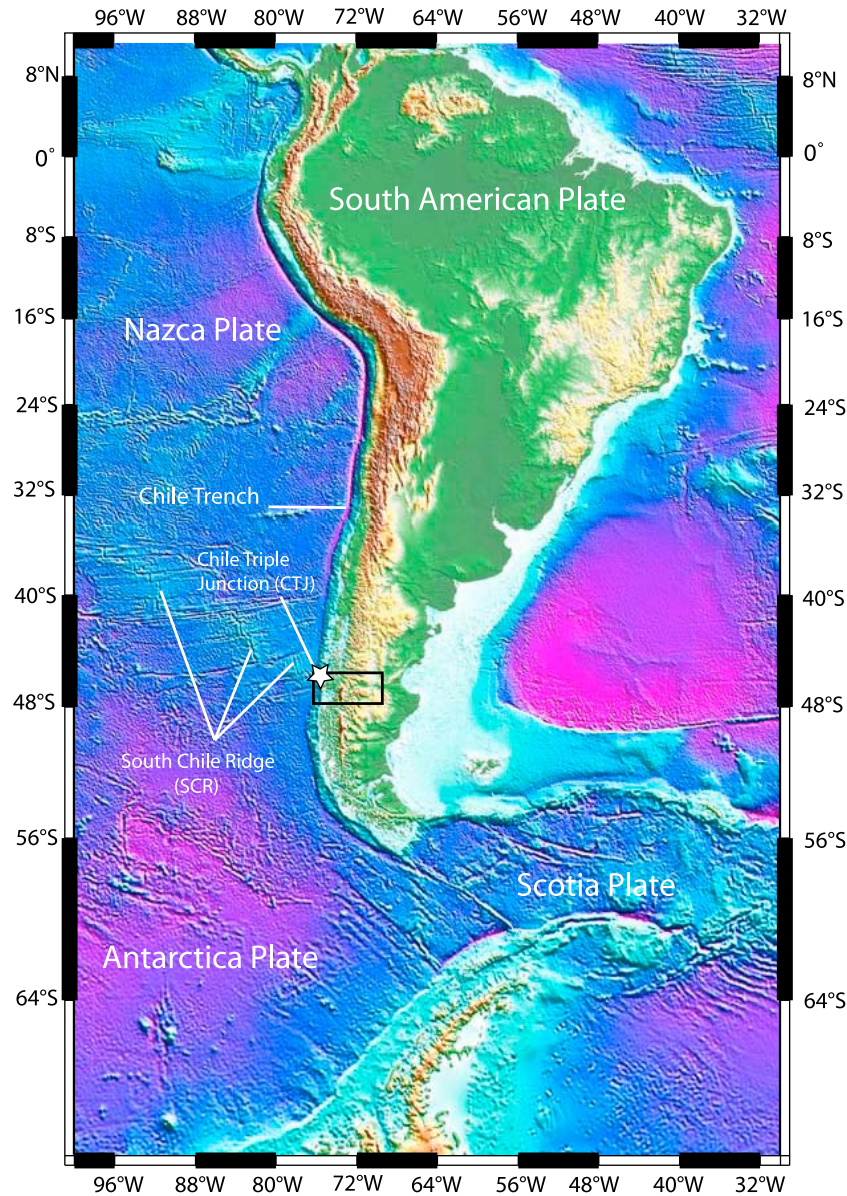 96°W 88°W 80°W 72°W 64°W 56°W 48°W 40°W 32°W
8°N 8°N
0° 0°
South American Plate
8°S 8°S
16°S 16°S
Nazca Plate
24°S 24°S
32°S 32°S
Chile Trench
Chile Triple
Junction (CTJ)
40°S 40°S
48°S 48°S
South Chile Ridge
(SCR)
56°S 56°S
Scotia Plate
Antarctica Plate
64°S 64°S
96°W 88°W 80°W 72°W 64°W 56°W 48°W 40°W 32°W